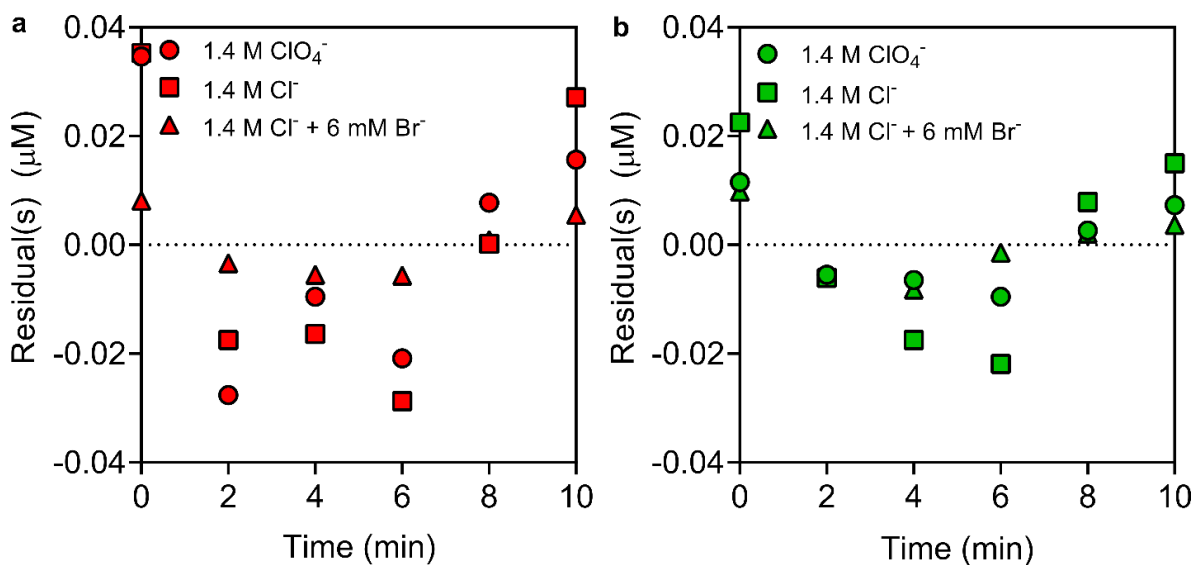 a
Residual(s) (μM)
0.04
0.02
0.00
-0.02
-0.04
1.4 M ClO₄⁻
1.4 M Cl⁻
1.4 M Cl⁻ + 6 mM Br⁻
0 2 4 6 8 10
Time (min)
b
Residual(s) (μM)
0.04
0.02
0.00
-0.02
-0.04
1.4 M ClO₄⁻
1.4 M Cl⁻
1.4 M Cl⁻ + 6 mM Br⁻
0 2 4 6 8 10
Time (min)